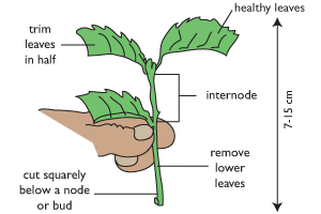 healthy leaves
trim
leaves
in half
internode
7-15 cm
remove
lower
leaves
cut squarely
below a node
or bud